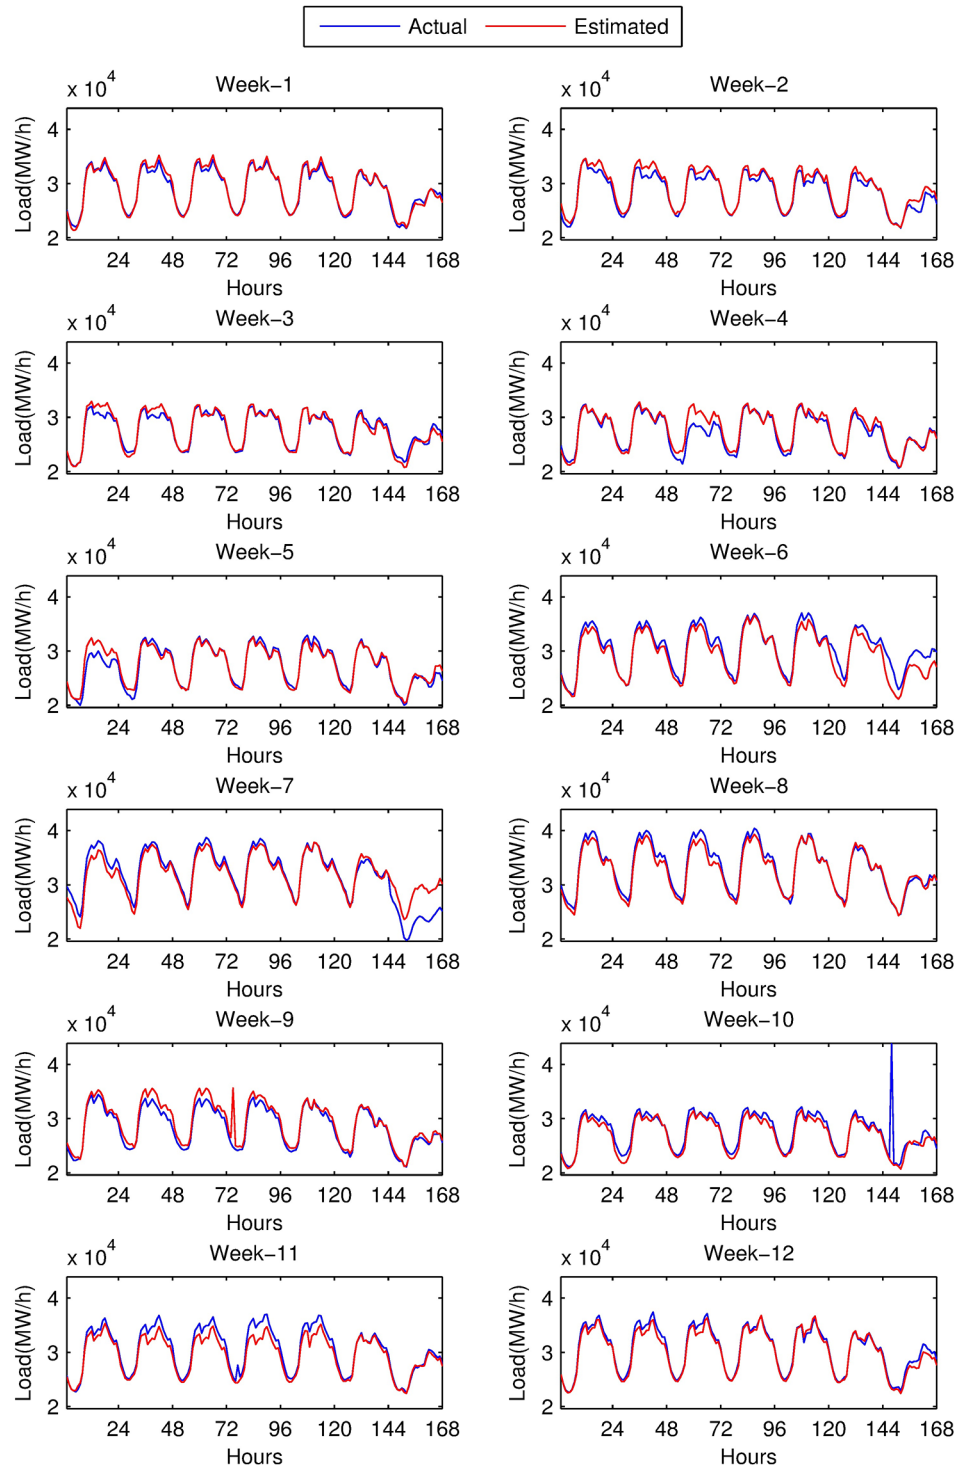 Actual Estimated
x 10^4 Week−1
Load(MW/h)
4
3
2
24 48 72 96 120 144 168
Hours
x 10^4 Week−2
Load(MW/h)
4
3
2
24 48 72 96 120 144 168
Hours
x 10^4 Week−3
Load(MW/h)
4
3
2
24 48 72 96 120 144 168
Hours
x 10^4 Week−4
Load(MW/h)
4
3
2
24 48 72 96 120 144 168
Hours
x 10^4 Week−5
Load(MW/h)
4
3
2
24 48 72 96 120 144 168
Hours
x 10^4 Week−6
Load(MW/h)
4
3
2
24 48 72 96 120 144 168
Hours
x 10^4 Week−7
Load(MW/h)
4
3
2
24 48 72 96 120 144 168
Hours
x 10^4 Week−8
Load(MW/h)
4
3
2
24 48 72 96 120 144 168
Hours
x 10^4 Week−9
Load(MW/h)
4
3
2
24 48 72 96 120 144 168
Hours
x 10^4 Week−10
Load(MW/h)
4
3
2
24 48 72 96 120 144 168
Hours
x 10^4 Week−11
Load(MW/h)
4
3
2
24 48 72 96 120 144 168
Hours
x 10^4 Week−12
Load(MW/h)
4
3
2
24 48 72 96 120 144 168
Hours